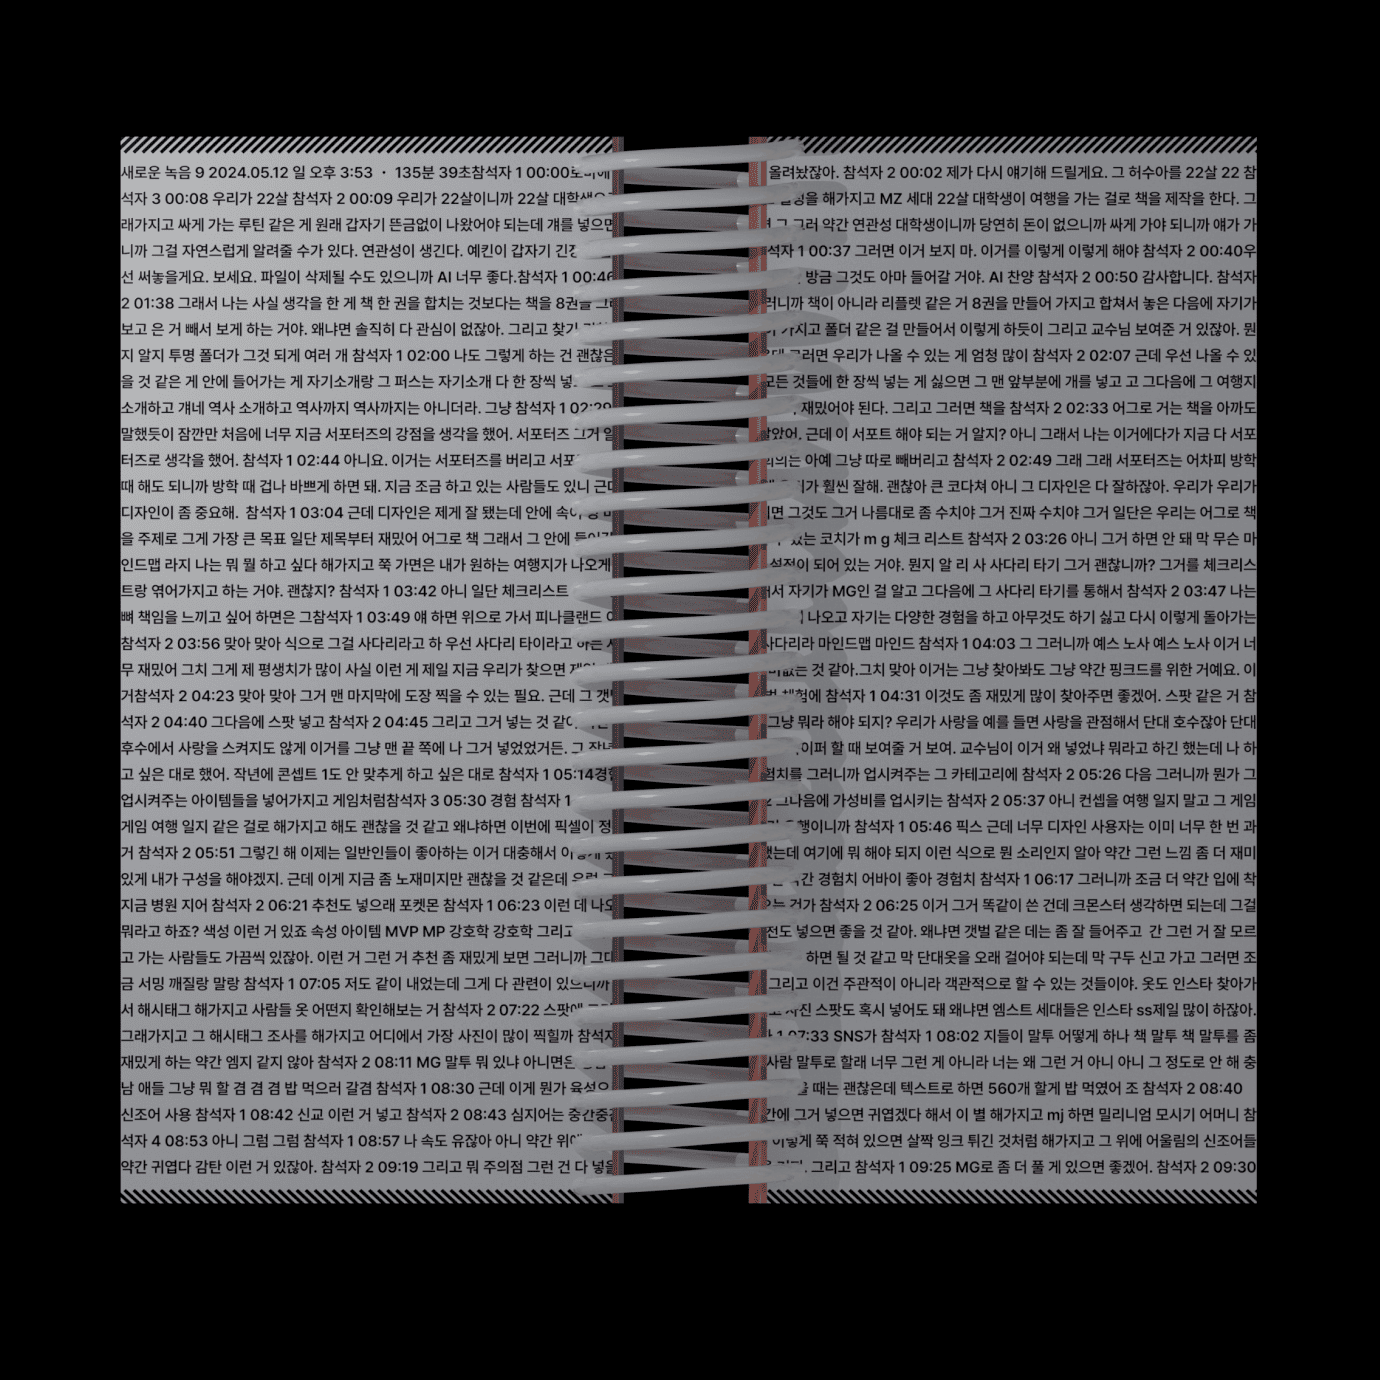 새로운 녹음 9 2024.05.12 일 오후 3:53 · 135분 39초참석자 1 올려놨잖아. 참석자 2 00:02 제가 다시 얘기해 드릴게요. 그 허수아를 22살 22 참
석자 3 00:08 우리가 22살 참석자 2 00:09 우리가 22살이니까 22살 해가지고 MZ 세대 22살 대학생이 여행을 가는 걸로 책을 제작을 한다. 그
래가지고 싸게 가는 루틴 같은 게 원래 갑자기 뜬금없이 나왔어야 되는데 걔를 넣으면 약간 연관성 대학생이니까 당연히 돈이 없으니까 싸게 가야 되니까 얘가 가
니까 그걸 자연스럽게 알려줄 수가 있다. 연관성이 생긴다. 예킨이 갑자기 00:37 그러면 이거 보지 마. 이거를 이렇게 이렇게 해야 참석자 2 00:40우
선 써놓을게요. 보세요. 파일이 삭제될 수도 있으니까 AI 너무 좋다.참석자 1 00:46 방금 그것도 아마 들어갈 거야. AI 찬양 참석자 2 00:50 감사합니다. 참석자
2 01:38 그래서 나는 사실 생각을 한 게 책 한 권을 합치는 것보다는 책을 8권을 책이 아니라 리플렛 같은 거 8권을 만들어 가지고 합쳐서 놓은 다음에 자기가
보고 은 거 빼서 보게 하는 거야. 왜냐면 솔직히 다 관심이 없잖아. 그리고 가지고 폴더 같은 걸 만들어서 이렇게 하듯이 그리고 교수님 보여준 거 있잖아. 뭔
지 알지 투명 폴더가 그것 되게 여러 개 참석자 1 02:00 나도 그렇게 하는 건 괜찮은 그러면 우리가 나올 수 있는 게 엄청 많이 참석자 2 02:07 근데 우선 나올 수 있
을 것 같은 게 안에 들어가는 게 자기소개랑 그 퍼스는 자기소개 다 한 장씩 모든 것들에 한 장씩 넣는 게 싫으면 그 맨 앞부분에 개를 넣고 고 그다음에 그 여행지
소개하고 걔네 역사 소개하고 역사까지 역사까지는 아니더라. 그냥 참석자 1 02:29 재밌어야 된다. 그리고 그러면 책을 참석자 2 02:33 어그로 거는 책을 아까도
말했듯이 잠깐만 처음에 너무 지금 서포터즈의 강점을 생각을 했어. 서포터즈 그거 알았어. 근데 이 서포트 해야 되는 거 알지? 아니 그래서 나는 이거에다가 지금 다 서포
터즈로 생각을 했어. 참석자 1 02:44 아니요. 이거는 서포터즈를 버리고 아예 그냥 따로 빼버리고 참석자 2 02:49 그래 그래 서포터즈는 어차피 방학
때 해도 되니까 방학 때 겁나 바쁘게 하면 돼. 지금 조금 하고 있는 사람들도 있니 근데 훨씬 잘해. 괜찮아 큰 코다쳐 아니 그 디자인은 다 잘하잖아. 우리가 우리가
디자인이 좀 중요해. 참석자 1 03:04 근데 디자인은 제게 잘 됐는데 안에 그것도 그거 나름대로 좀 수치야 그거 진짜 수치야 그거 일단은 우리는 어그로 책
을 주제로 그게 가장 큰 목표 일단 제목부터 재밌어 어그로 책 그래서 그 안에 있는 코치가 m g 체크 리스트 참석자 2 03:26 아니 그거 하면 안 돼 막 무슨 마
인드맵 라지 나는 뭐 뭘 하고 싶다 해가지고 쭉 가면은 내가 원하는 여행지가 나오게 설정이 되어 있는 거야. 뭔지 알 리 사 사다리 타기 그거 괜찮니까? 그거를 체크리스
트랑 엮어가지고 하는 거야. 괜찮지? 참석자 1 03:42 아니 일단 체크리스트 자기가 MG인 걸 알고 그다음에 그 사다리 타기를 통해서 참석자 2 03:47 나는
뼈 책임을 느끼고 싶어 하면은 그참석자 1 03:49 얘 하면 위으로 가서 피나클랜드 나오고 자기는 다양한 경험을 하고 아무것도 하기 싫고 다시 이렇게 돌아가는
참석자 2 03:56 맞아 맞아 식으로 그걸 사다리라고 하 우선 사다리 타이라고 하는 사다리라 마인드맵 마인드 참석자 1 04:03 그 그러니까 예스 노사 예스 노사 이거 너
무 재밌어 그치 그게 제 평생치가 많이 사실 이런 게 제일 지금 우리가 찾으면 것 같아.그치 맞아 이거는 그냥 찾아봐도 그냥 약간 핑크드를 위한 거예요. 이
거참석자 2 04:23 맞아 맞아 그거 맨 마지막에 도장 찍을 수 있는 필요. 근데 그 체험에 참석자 1 04:31 이것도 좀 재밌게 많이 찾아주면 좋겠어. 스팟 같은 거 참
석자 2 04:40 그다음에 스팟 넣고 참석자 2 04:45 그리고 그거 넣는 것 그냥 뭐라 해야 되지? 우리가 사랑을 예를 들면 사랑을 관점해서 단대 호수잖아 단대
후수에서 사랑을 스켜지도 않게 이거를 그냥 맨 끝 쪽에 나 그거 넣었었거든. 그 할 때 보여줄 거 보여. 교수님이 이거 왜 넣었냐 뭐라고 하긴 했는데 나 하
고 싶은 대로 했어. 작년에 콘셉트 1도 안 맞추게 하고 싶은 대로 참석자 1 05:14 그러니까 업시켜주는 그 카테고리에 참석자 2 05:26 다음 그러니까 뭔가 그
업시켜주는 아이템들을 넣어가지고 게임처럼참석자 3 05:30 경험 참석자 1 그다음에 가성비를 업시키는 참석자 2 05:37 아니 컨셉을 여행 일지 말고 그 게임
게임 여행 일지 같은 걸로 해가지고 해도 괜찮을 것 같고 왜냐하면 이번에 픽셀이 참석자 1 05:46 픽스 근데 너무 디자인 사용자는 이미 너무 한 번 과
거 참석자 2 05:51 그렇긴 해 이제는 일반인들이 좋아하는 이거 대충해서 여기에 뭐 해야 되지 이런 식으로 뭔 소리인지 알아 약간 그런 느낌 좀 더 재미
있게 내가 구성을 해야겠지. 근데 이게 지금 좀 노재미지만 괜찮을 것 같은데 경험치 어바이 좋아 경험치 참석자 1 06:17 그러니까 조금 더 약간 입에 착
지금 병원 지어 참석자 2 06:21 추천도 넣으래 포켓몬 참석자 1 06:23 이런 데 참석자 2 06:25 이거 그거 똑같이 쓴 건데 크몬스터 생각하면 되는데 그걸
뭐라고 하죠? 색성 이런 거 있죠 속성 아이템 MVP MP 강호학 강호학 그리고 넣으면 좋을 것 같아. 왜냐면 갯벌 같은 데는 좀 잘 들어주고 간 그런 거 잘 모르
고 가는 사람들도 가끔씩 있잖아. 이런 거 그런 거 추천 좀 재밌게 보면 그러니까 하면 될 것 같고 막 단대옷을 오래 걸어야 되는데 막 구두 신고 가고 그러면 조
금 서밍 깨질랑 말랑 참석자 1 07:05 저도 같이 내었는데 그게 다 관련이 그리고 이건 주관적이 아니라 객관적으로 할 수 있는 것들이야. 옷도 인스타 찾아가
서 해시태그 해가지고 사람들 옷 어떤지 확인해보는 거 참석자 2 07:22 스팟에 사진 스팟도 혹시 넣어도 돼 왜냐면 엠스트 세대들은 인스타 ss제일 많이 하잖아.
그래가지고 그 해시태그 조사를 해가지고 어디에서 가장 사진이 많이 찍힐까 07:33 SNS가 참석자 1 08:02 지들이 말투 어떻게 하나 책 말투 책 말투를 좀
재밌게 하는 약간 엠지 같지 않아 참석자 2 08:11 MG 말투 뭐 있냐 사람 말투로 할래 너무 그런 게 아니라 너는 왜 그런 거 아니 아니 그 정도로 안 해 충
남 애들 그냥 뭐 할 겸 겸 겸 밥 먹으러 갈겸 참석자 1 08:30 근데 이게 뭔가 때는 괜찮은데 텍스트로 하면 560개 할게 밥 먹였어 조 참석자 2 08:40
신조어 사용 참석자 1 08:42 신교 이런 거 넣고 참석자 2 08:43 심지어는 그거 넣으면 귀엽겠다 해서 이 별 해가지고 mj 하면 밀리니엄 모시기 어머니 참
석자 4 08:53 아니 그럼 그럼 참석자 1 08:57 나 속도 유잖아 아니 약간 이렇게 쭉 적혀 있으면 살짝 잉크 튀긴 것처럼 해가지고 그 위에 어울림의 신조어들
약간 귀엽다 감탄 이런 거 있잖아. 참석자 2 09:19 그리고 뭐 주의점 그런 건 다 그리고 참석자 1 09:25 MG로 좀 더 풀 게 있으면 좋겠어. 참석자 2 09:30